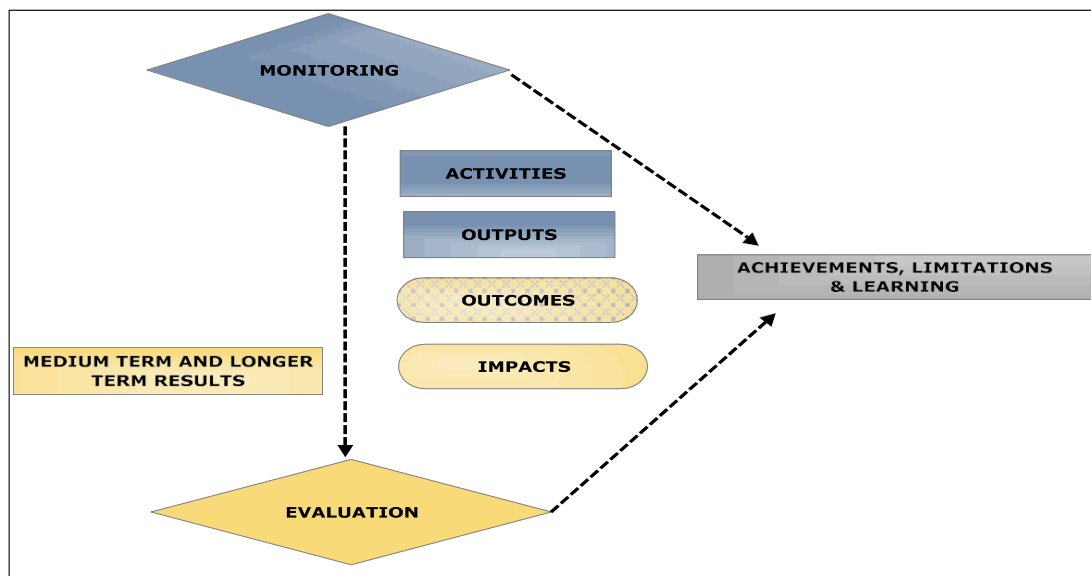 MONITORING
ACTIVITIES
OUTPUTS
ACHIEVEMENTS, LIMITATIONS
& LEARNING
OUTCOMES
MEDIUM TERM AND LONGER
TERM RESULTS
IMPACTS
EVALUATION